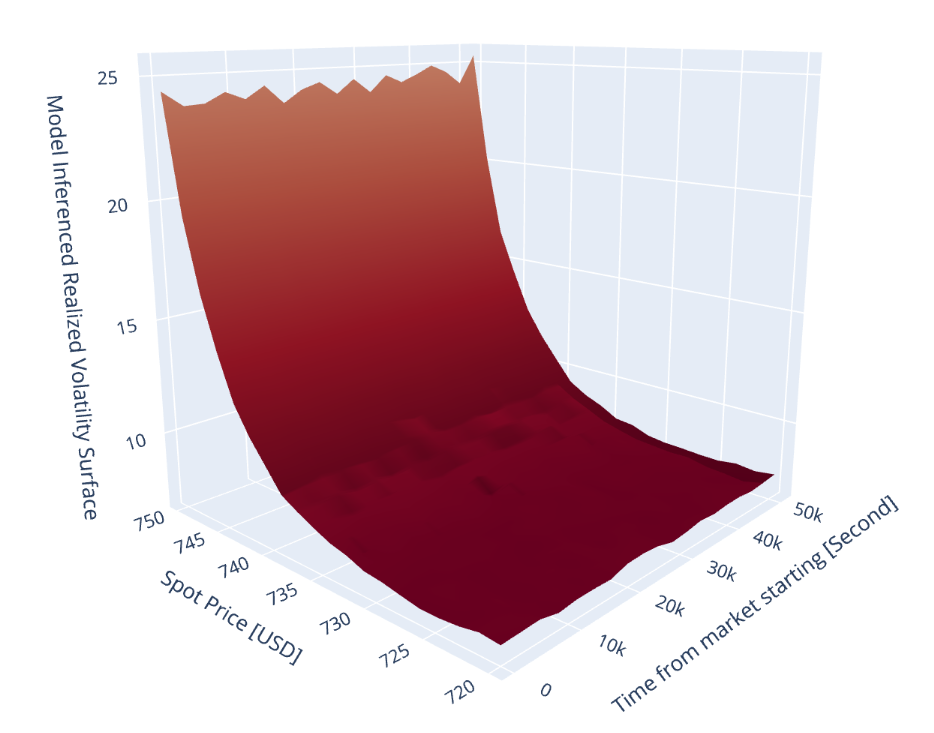 25
20
15
10
Model Inferenced Realized Volatility Surface
750
745
740
735
730
725
720
Spot Price [USD]
0
10k
20k
30k
40k
50k
Time from market starting [Second]